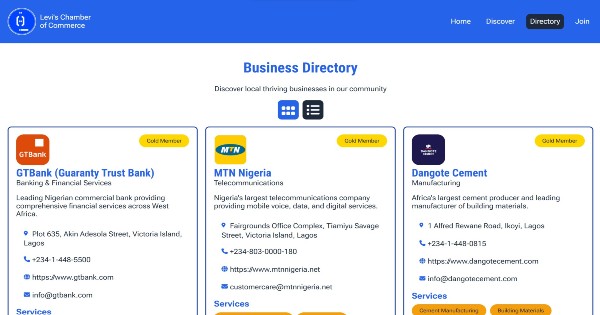 Levi's Chamber
of Commerce
Home
Discover
Directory
Join
Business Directory
Discover local thriving businesses in our community
GTBank
Gold Member
GTBank (Guaranty Trust Bank)
Banking & Financial Services
Leading Nigerian commercial bank providing
comprehensive financial services across West
Africa.
Plot 635, Akin Adesola Street, Victoria Island,
Lagos
+234-1-448-5500
https://www.gtbank.com
info@gtbank.com
Services
MTN
Gold Member
MTN Nigeria
Telecommunications
Nigeria's largest telecommunications company
providing mobile voice, data, and digital services.
Fairgrounds Office Complex, Tiamiyu Savage
Street, Victoria Island, Lagos
+234-803-0000-180
https://www.mtnnigeria.net
customercare@mtnnigeria.net
Services
DANGOTE
CEMENT
Gold Member
Dangote Cement
Manufacturing
Africa's largest cement producer and leading
manufacturer of building materials.
1 Alfred Rewane Road, Ikoyi, Lagos
+234-1-448-0815
https://www.dangotecement.com
info@dangotecement.com
Services
Cement Manufacturing
Building Materials